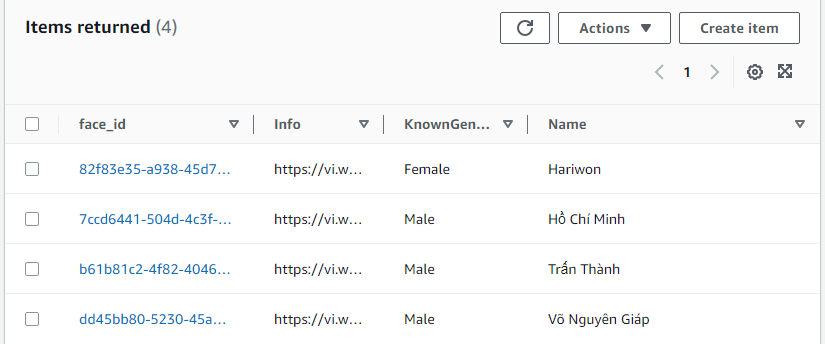 Items returned (4)
Actions
Create item
1
face_id Info KnownGen... Name
82f83e35-a938-45d7... https://vi.w... Female Hariwon
7ccd6441-504d-4c3f-... https://vi.w... Male Hồ Chí Minh
b61b81c2-4f82-4046... https://vi.w... Male Trấn Thành
dd45bb80-5230-45a... https://vi.w... Male Võ Nguyên Giáp